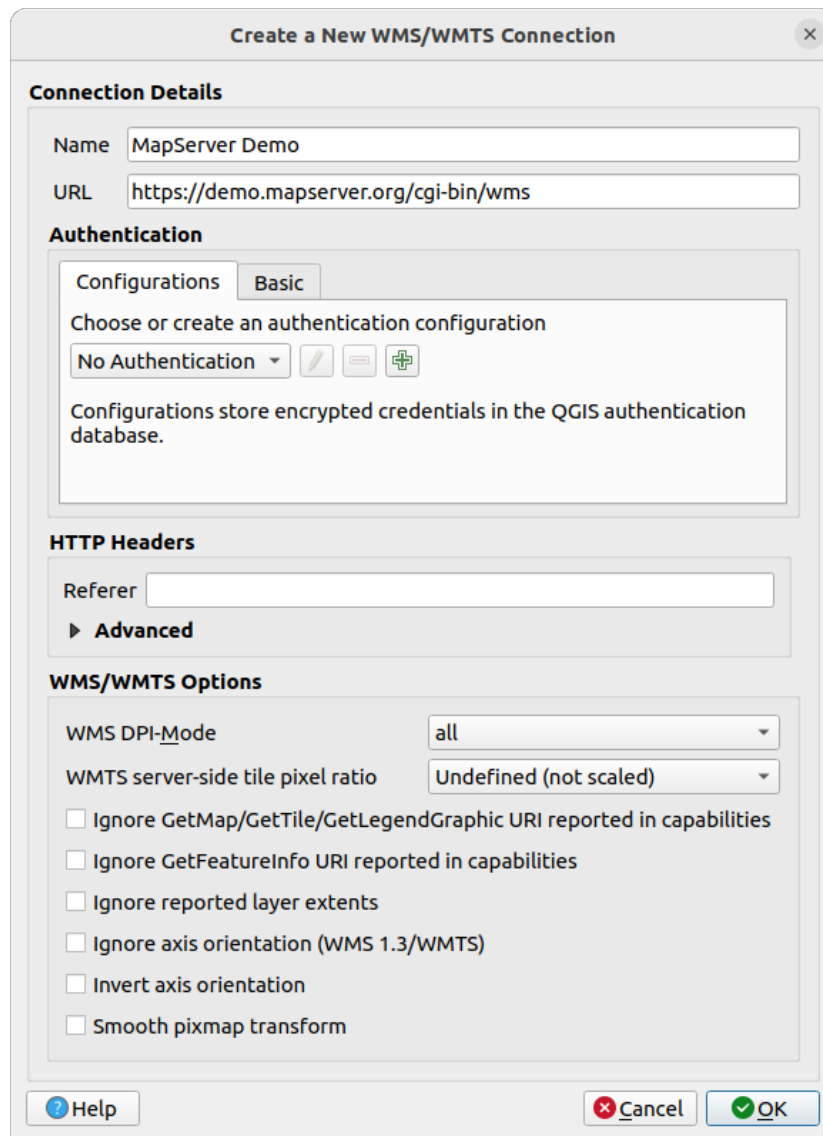 Create a New WMS/WMTS Connection
Connection Details
Name MapServer Demo
URL https://demo.mapserver.org/cgi-bin/wms
Authentication
Configurations Basic
Choose or create an authentication configuration
No Authentication
Configurations store encrypted credentials in the QGIS authentication
database.
HTTP Headers
Referer
Advanced
WMS/WMTS Options
WMS DPI-Mode all
WMTS server-side tile pixel ratio Undefined (not scaled)
Ignore GetMap/GetTile/GetLegendGraphic URI reported in capabilities
Ignore GetFeatureInfo URI reported in capabilities
Ignore reported layer extents
Ignore axis orientation (WMS 1.3/WMTS)
Invert axis orientation
Smooth pixmap transform
Help Cancel OK